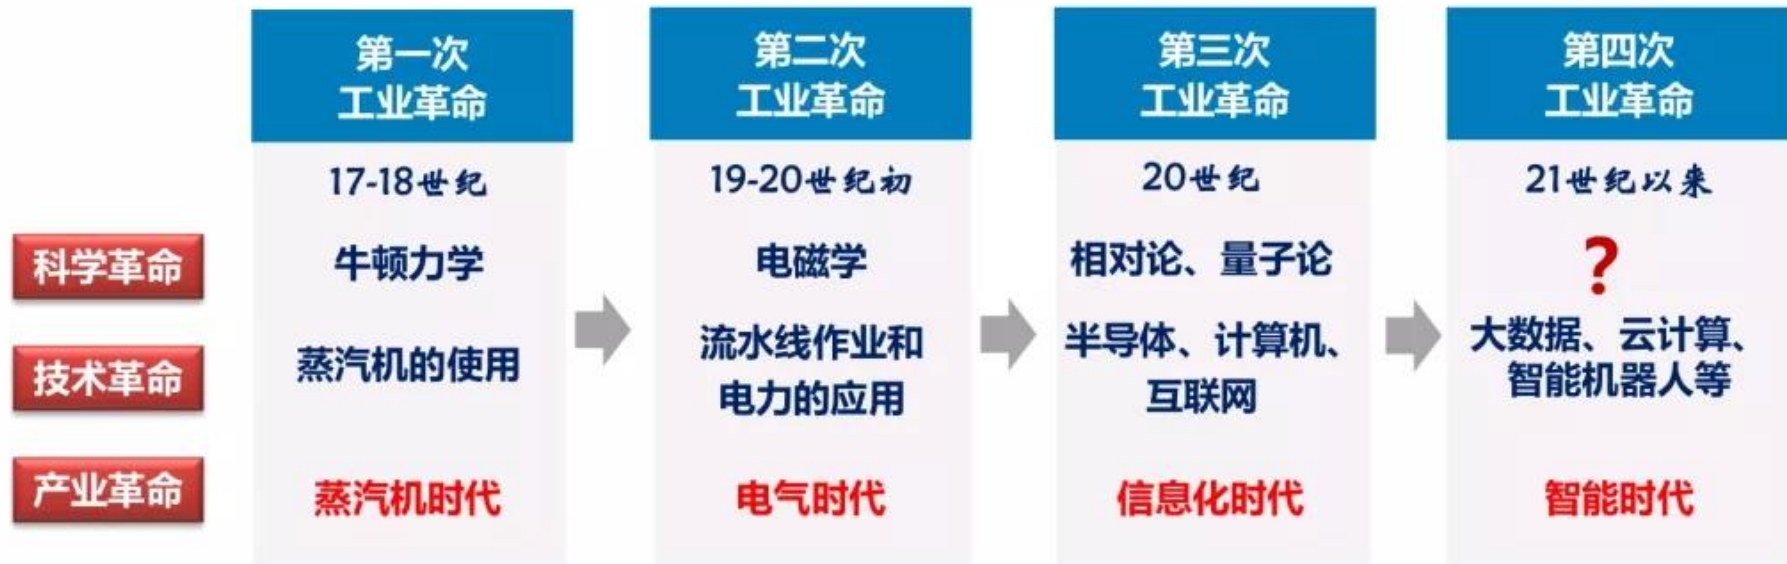 第一次
工业革命
第二次
工业革命
第三次
工业革命
第四次
工业革命
17-18世纪
19-20世纪初
20世纪
21世纪以来
科学革命
牛顿力学
电磁学
相对论、量子论
?
技术革命
蒸汽机的使用
流水线作业和
电力的应用
半导体、计算机、
互联网
大数据、云计算、
智能机器人等
产业革命
蒸汽机时代
电气时代
信息化时代
智能时代